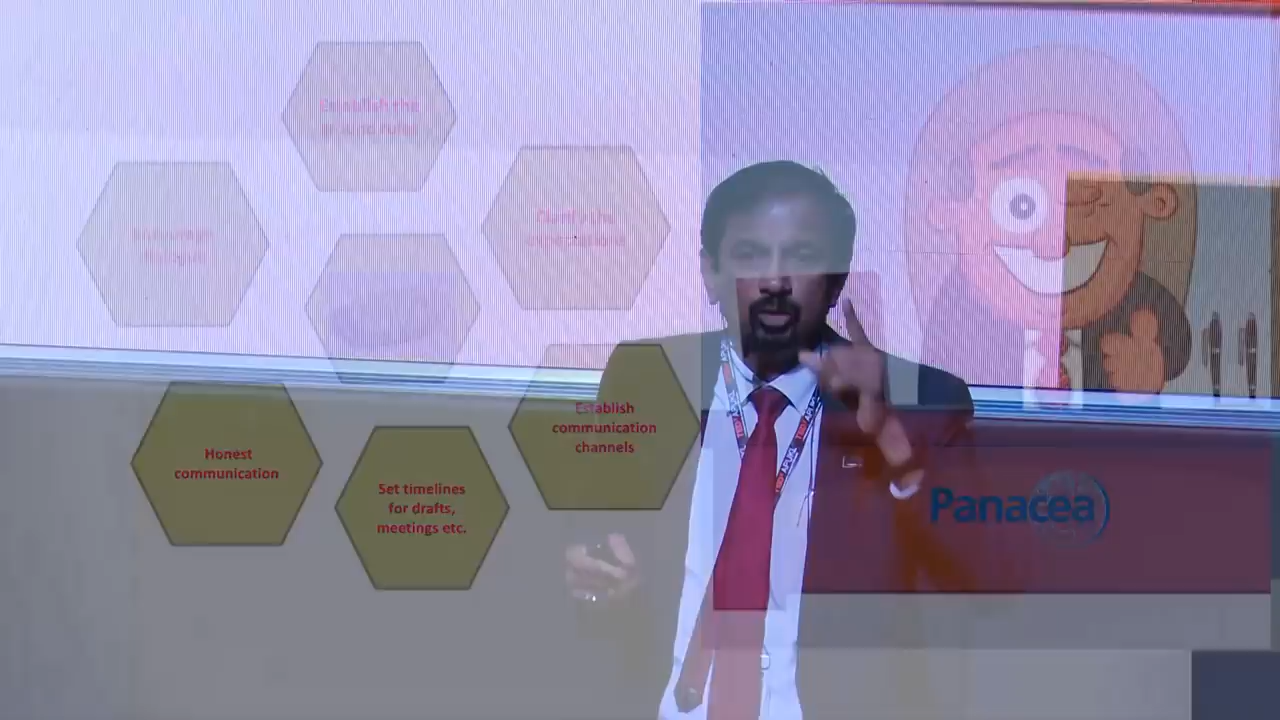 Establish the
ground rules
Clarify the
expectations
Establish
communication
channels
Honest
communication
Set timelines
for drafts,
meetings etc.
Panacea